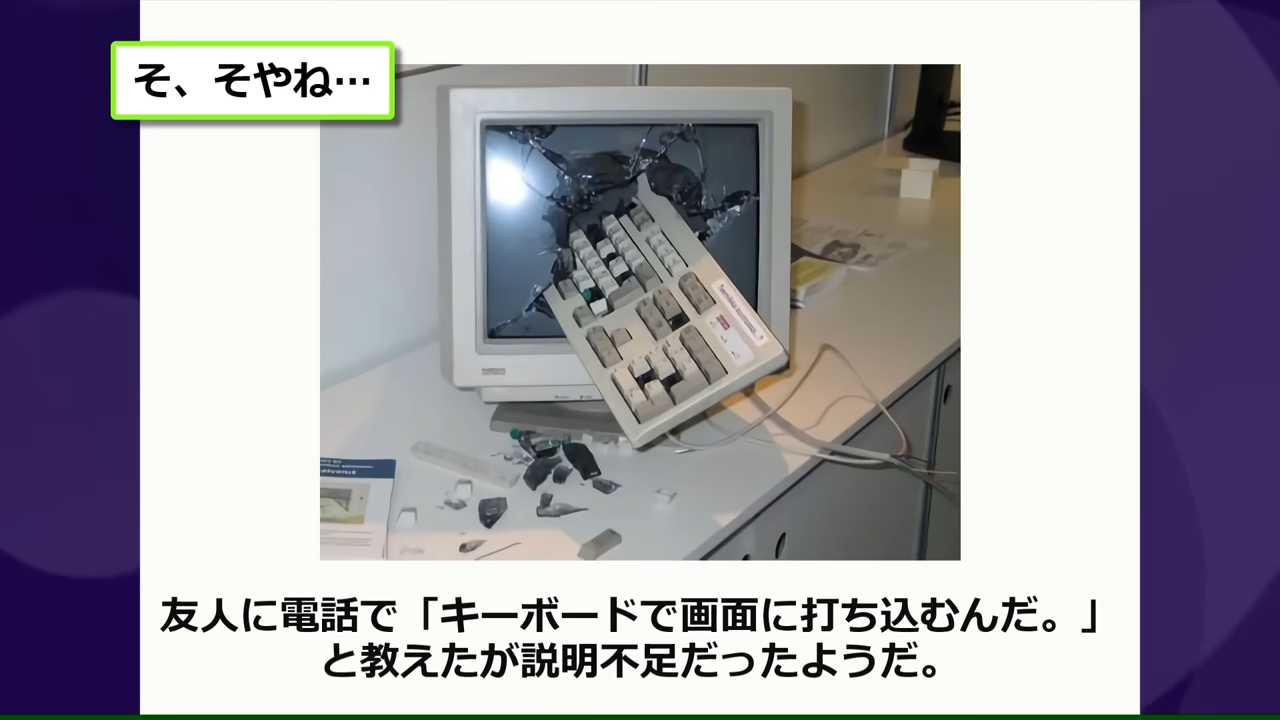 そ、そやね…
友人に電話で「キーボードで画面に打ち込むんだ。」
と教えたが説明不足だったようだ。